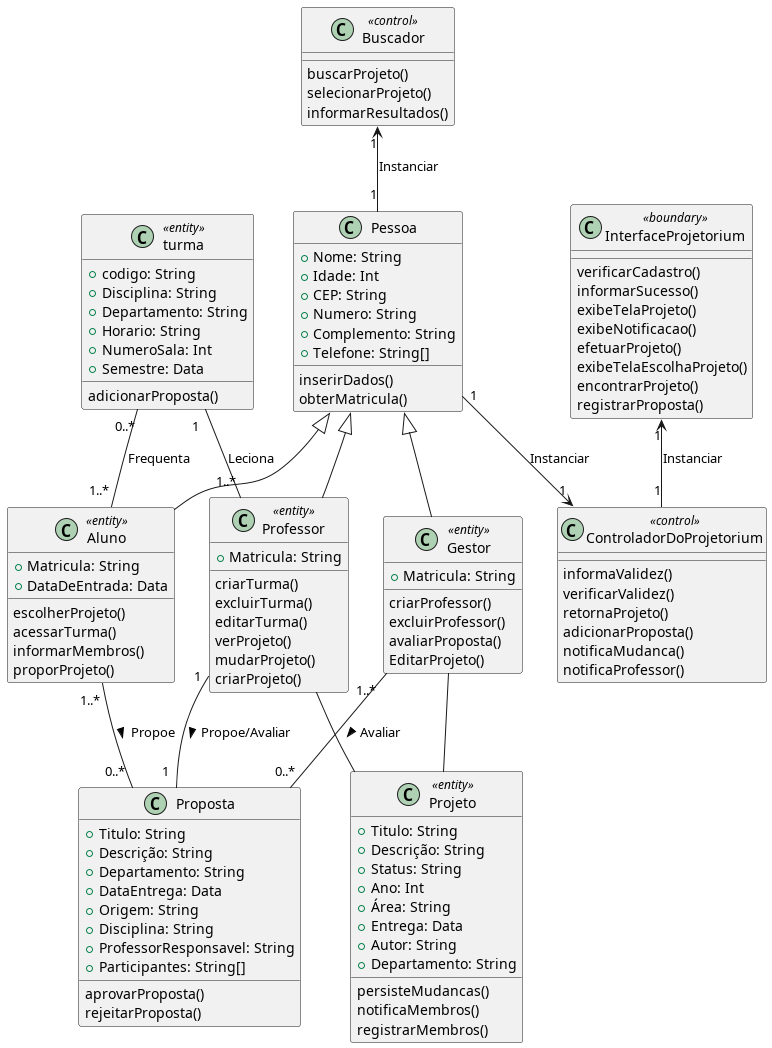 «control»
Buscador
buscarProjeto()
selecionarProjeto()
informarResultados()
1
Instanciar
1
«entity»
turma
codigo: String
Disciplina: String
Departamento: String
Horario: String
NumeroSala: Int
Semestre: Data
adicionarProposta()
Pessoa
Nome: String
Idade: Int
CEP: String
Numero: String
Complemento: String
Telefone: String[]
inserirDados()
obterMatricula()
«boundary»
InterfaceProjetorium
verificarCadastro()
informarSucesso()
exibeTelaProjeto()
exibeNotificacao()
efetuarProjeto()
exibeTelaEscolhaProjeto()
encontrarProjeto()
registrarProposta()
0..*
Frequenta
1..*
1
Leciona
1..*
1
Instanciar
1
1
Instanciar
1
«entity»
Aluno
Matricula: String
DataDeEntrada: Data
escolherProjeto()
acessarTurma()
informarMembros()
proporProjeto()
«entity»
Professor
Matricula: String
criarTurma()
excluirTurma()
editarTurma()
verProjeto()
mudarProjeto()
criarProjeto()
«entity»
Gestor
Matricula: String
criarProfessor()
excluirProfessor()
avaliarProposta()
EditarProjeto()
«control»
ControladorDoProjetorium
informaValidez()
verificarValidez()
retornaProjeto()
adicionarProposta()
notificaMudanca()
notificaProfessor()
1..*
Propoe
0..*
1
Propoe/Avaliar
1
1..*
Avaliar
0..*
Proposta
Titulo: String
Descrição: String
Departamento: String
DataEntrega: Data
Origem: String
Disciplina: String
ProfessorResponsavel: String
Participantes: String[]
aprovarProposta()
rejeitarProposta()
«entity»
Projeto
Titulo: String
Descrição: String
Status: String
Ano: Int
Área: String
Entrega: Data
Autor: String
Departamento: String
persisteMudancas()
notificaMembros()
registrarMembros()